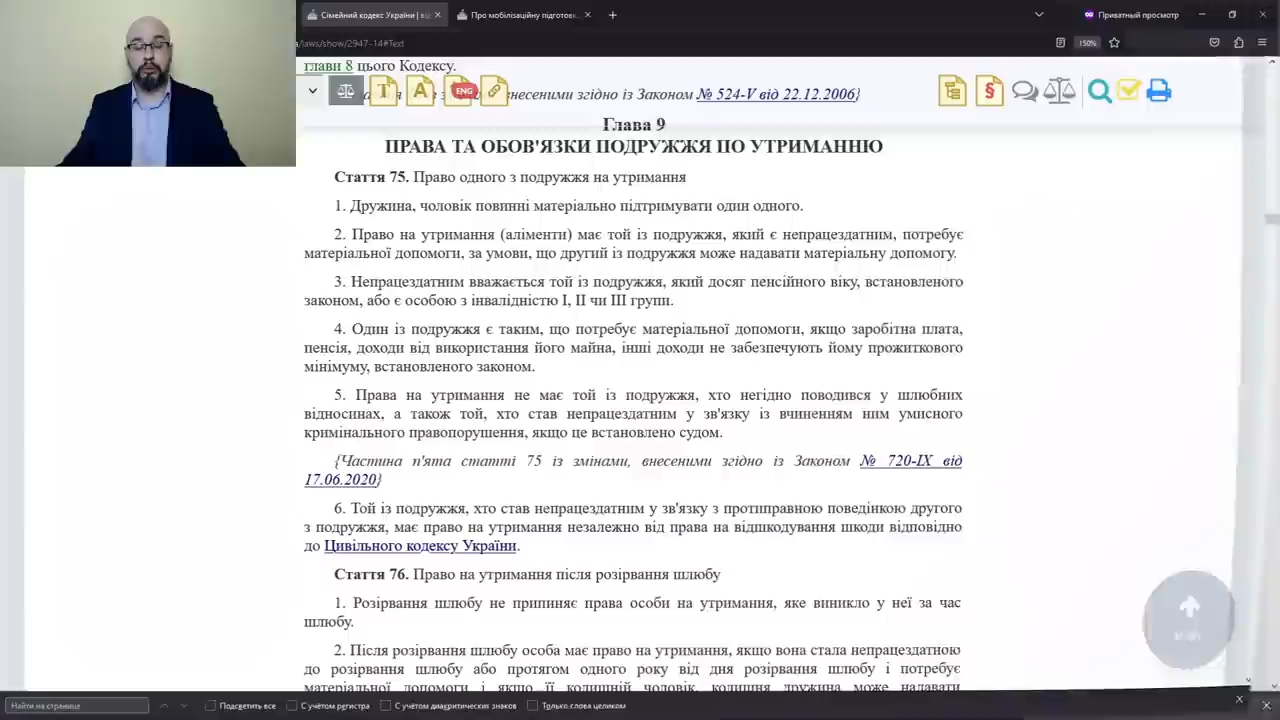 Сімейний кодекс України | в
Про мобілізаційну підготовк
Приватный просмотр
/laws/show/2947-14#Text
150%
глави 8 цього Кодексу.
T A ENG
внесеними згідно із Законом № 524-V від 22.12.2006}
Глава 9
ПРАВА ТА ОБОВ'ЯЗКИ ПОДРУЖЖЯ ПО УТРИМАННЮ
Стаття 75. Право одного з подружжя на утримання
1. Дружина, чоловік повинні матеріально підтримувати один одного.
2. Право на утримання (аліменти) має той із подружжя, який є непрацездатним, потребує
матеріальної допомоги, за умови, що другий із подружжя може надавати матеріальну допомогу.
3. Непрацездатним вважається той із подружжя, який досяг пенсійного віку, встановленого
законом, або є особою з інвалідністю I, II чи III групи.
4. Один із подружжя є таким, що потребує матеріальної допомоги, якщо заробітна плата,
пенсія, доходи від використання його майна, інші доходи не забезпечують йому прожиткового
мінімуму, встановленого законом.
5. Права на утримання не має той із подружжя, хто негідно поводився у шлюбних
відносинах, а також той, хто став непрацездатним у зв'язку із вчиненням ним умисного
кримінального правопорушення, якщо це встановлено судом.
{Частина п'ята статті 75 із змінами, внесеними згідно із Законом № 720-IX від
17.06.2020}
6. Той із подружжя, хто став непрацездатним у зв'язку з протиправною поведінкою другого
з подружжя, має право на утримання незалежно від права на відшкодування шкоди відповідно
до Цивільного кодексу України.
Стаття 76. Право на утримання після розірвання шлюбу
1. Розірвання шлюбу не припиняє права особи на утримання, яке виникло у неї за час
шлюбу.
2. Після розірвання шлюбу особа має право на утримання, якщо вона стала непрацездатною
до розірвання шлюбу або протягом одного року від дня розірвання шлюбу і потребує
матеріальної допомоги і якщо її колишній чоловік, колишня дружина може надавати
Найти на странице
Подсветить все
С учётом регистра
С учётом диакритических знаков
Только слова целиком